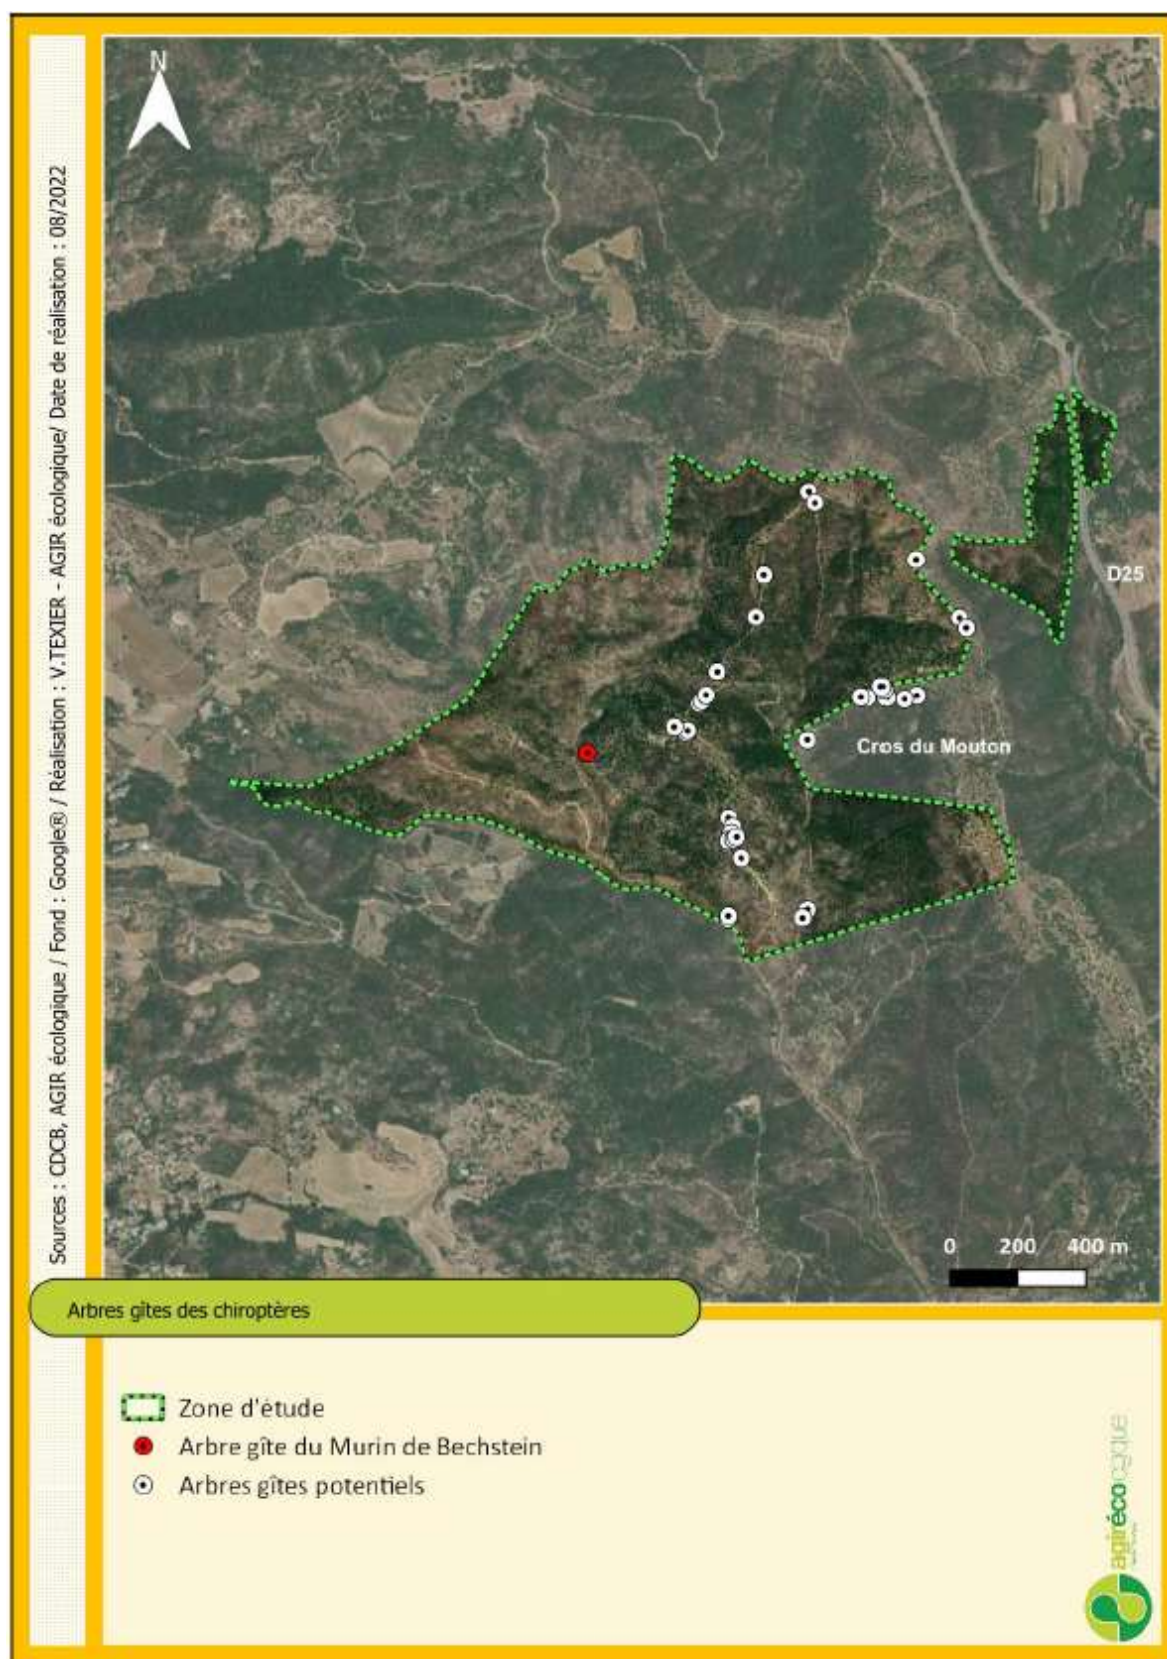 N
Sources : CDCB, AGIR écologique / Fond : Google® / Réalisation : V.TEXIER - AGIR écologique/ Date de réalisation : 08/2022
D25
Cros du Mouton
0 200 400 m
Arbres gîtes des chiroptères
Zone d'étude
Arbre gîte du Murin de Bechstein
Arbres gîtes potentiels
agirécologique